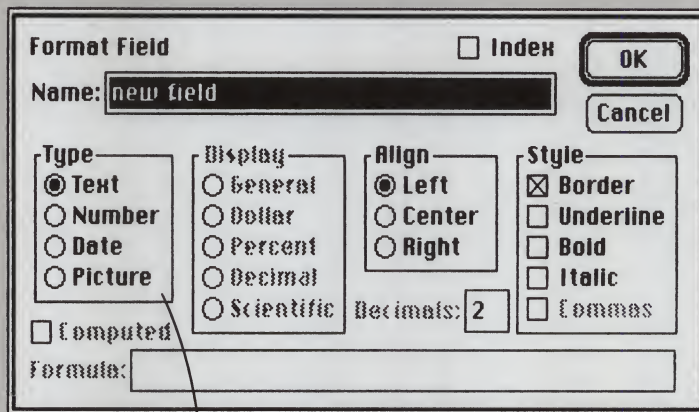 Format Field
Index
OK
Name: new field
Cancel
Type
Text
Number
Date
Picture
Display
General
Dollar
Percent
Decimal
Scientific
Align
Left
Center
Right
Decimals: 2
Style
Border
Underline
Bold
Italic
Commas
Computed
Formula: